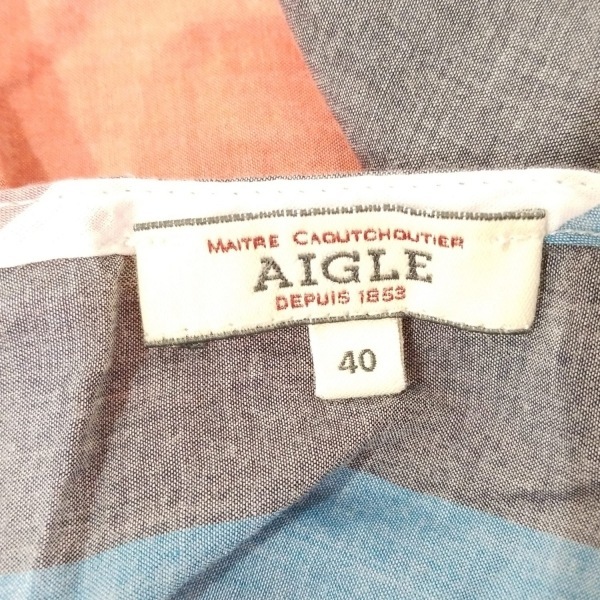 MAITRE CAOUTCHOUTIER
AIGLE
DEPUIS 1853
40